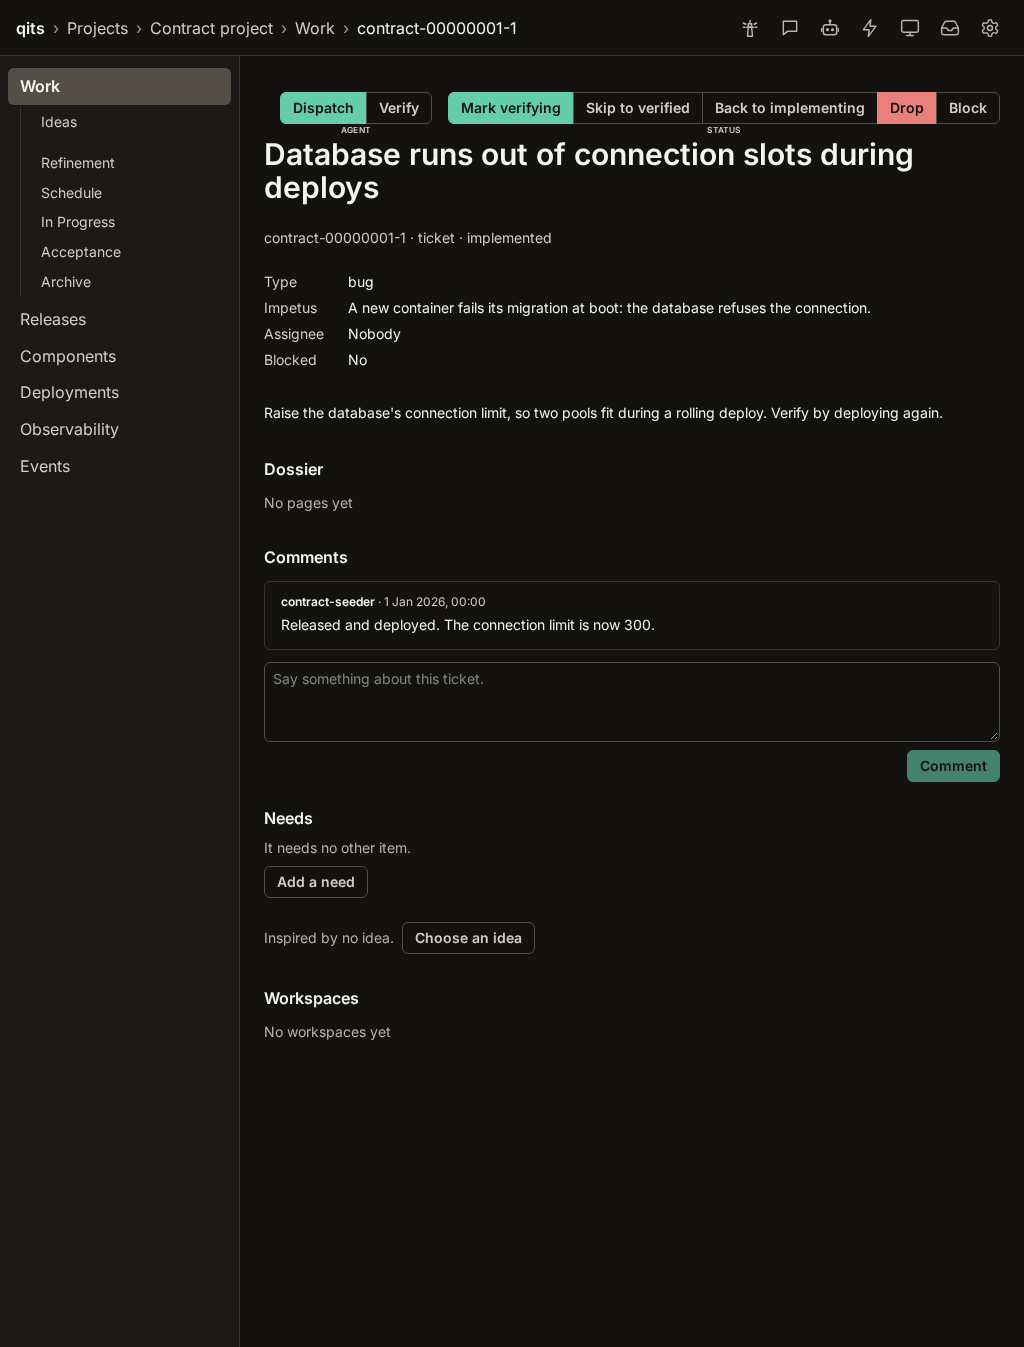 qits › Projects › Contract project › Work › contract-00000001-1
Work
Ideas
Refinement
Schedule
In Progress
Acceptance
Archive
Releases
Components
Deployments
Observability
Events
Dispatch Verify
AGENT
Mark verifying Skip to verified Back to implementing Drop Block
STATUS
Database runs out of connection slots during
deploys
contract-00000001-1 · ticket · implemented
Type bug
Impetus A new container fails its migration at boot: the database refuses the connection.
Assignee Nobody
Blocked No
Raise the database's connection limit, so two pools fit during a rolling deploy. Verify by deploying again.
Dossier
No pages yet
Comments
contract-seeder · 1 Jan 2026, 00:00
Released and deployed. The connection limit is now 300.
Say something about this ticket.
Comment
Needs
It needs no other item.
Add a need
Inspired by no idea. Choose an idea
Workspaces
No workspaces yet